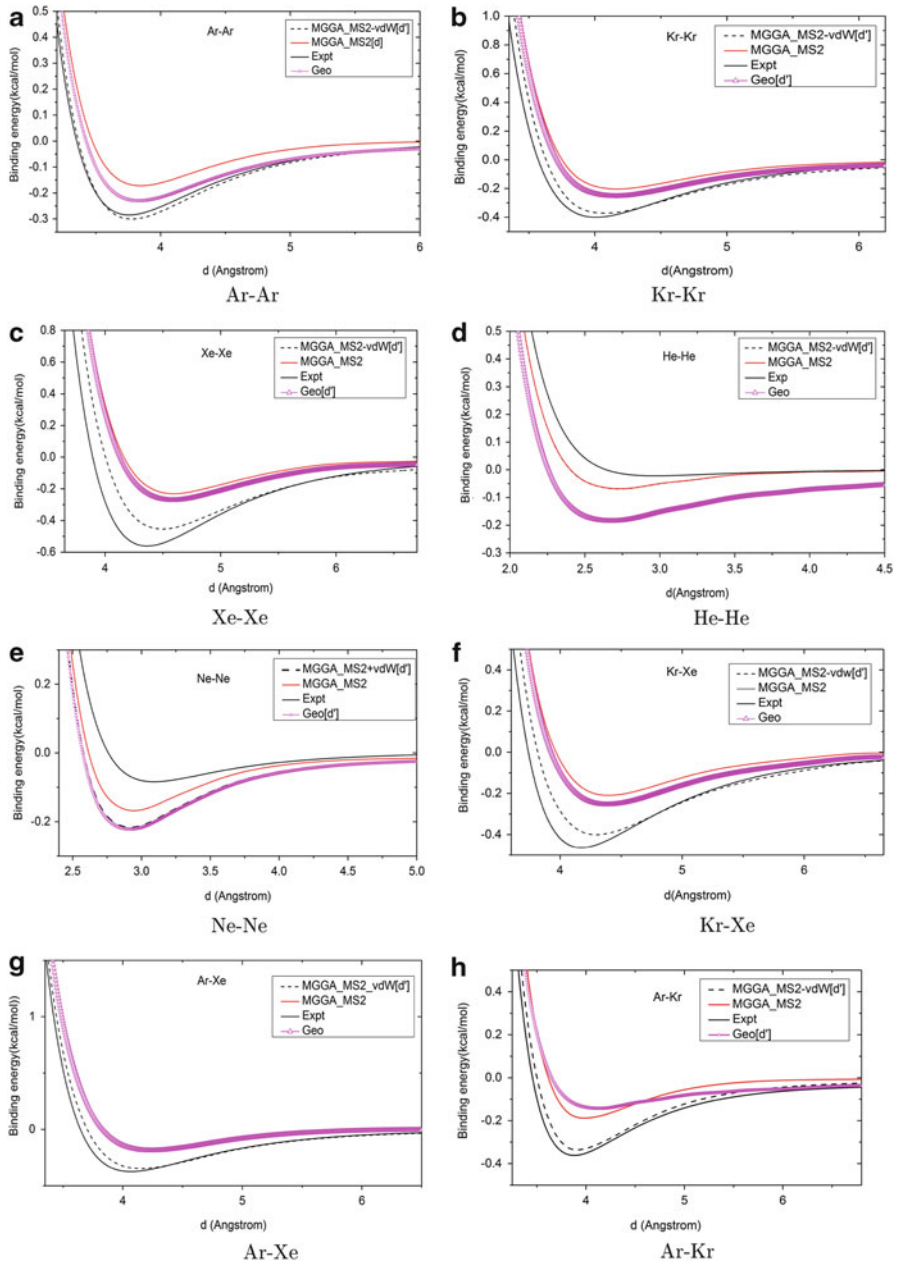 a
Ar-Ar
MGGA_MS2-vdW[d']
MGGA_MS2[d]
Expt
Geo
Binding energy(kcal/mol)
0.5
0.4
0.3
0.2
0.1
0.0
-0.1
-0.2
-0.3
4
5
6
d (Angstrom)
Ar-Ar
b
Kr-Kr
MGGA_MS2-vdW[d']
MGGA_MS2
Expt
Geo[d']
Binding energy(kcal/mol)
1.0
0.8
0.6
0.4
0.2
0.0
-0.2
-0.4
4
5
6
d(Angstrom)
Kr-Kr
c
Xe-Xe
MGGA_MS2-vdW[d']
MGGA_MS2
Expt
Geo[d']
Binding energy(kcal/mol)
0.8
0.6
0.4
0.2
0.0
-0.2
-0.4
-0.6
4
5
6
d (Angstrom)
Xe-Xe
d
He-He
MGGA_MS2-vdW[d']
MGGA_MS2
Exp
Geo
Binding energy(kcal/mol)
0.5
0.4
0.3
0.2
0.1
0.0
-0.1
-0.2
-0.3
2.0
2.5
3.0
3.5
4.0
4.5
d(Angstrom)
He-He
e
Ne-Ne
MGGA_MS2+vdW[d']
MGGA_MS2
Expt
Geo[d']
Binding energy(kcal/mol)
0.2
0.0
-0.2
2.5
3.0
3.5
4.0
4.5
5.0
d (Angstrom)
Ne-Ne
f
Kr-Xe
MGGA_MS2-vdw[d']
MGGA_MS2
Expt
Geo
Binding energy(kcal/mol)
0.4
0.2
0.0
-0.2
-0.4
4
5
6
d(Angstrom)
Kr-Xe
g
Ar-Xe
MGGA_MS2_vdW[d']
MGGA_MS2
Expt
Geo
Binding energy(kcal/mol))
1
0
4
5
6
d (Angstrom)
Ar-Xe
h
Ar-Kr
MGGA_MS2-vdW[d']
MGGA_MS2
Expt
Geo[d']
Binding energy(kcal/mol)
0.4
0.2
0.0
-0.2
-0.4
4
5
6
d (Angstrom)
Ar-Kr